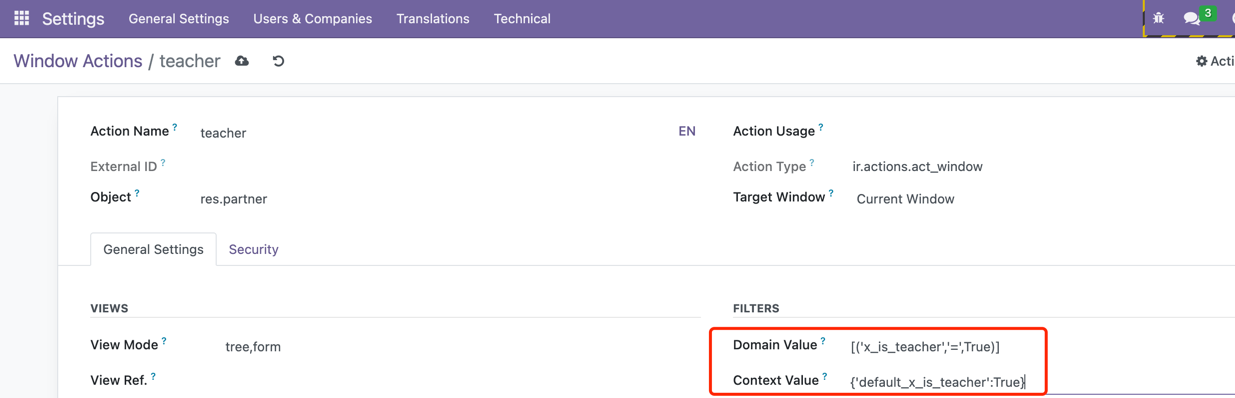 Settings General Settings Users & Companies Translations Technical 3
Window Actions / teacher Acti
Action Name ? teacher EN Action Usage ?
External ID ? Action Type ? ir.actions.act_window
Object ? res.partner Target Window ? Current Window
General Settings Security
VIEWS FILTERS
View Mode ? tree,form Domain Value ? [('x_is_teacher','=',True)]
View Ref. ? Context Value ? {'default_x_is_teacher':True}